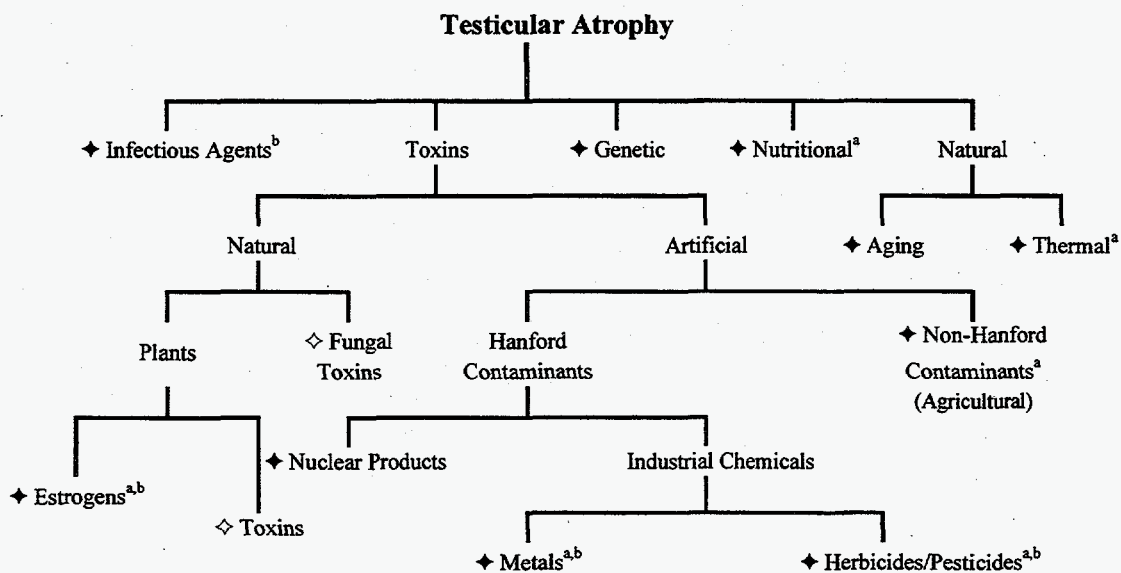 Testicular Atrophy
✦ Infectious Agents^b
Toxins
✦ Genetic
✦ Nutritional^a
Natural
Natural
Artificial
✦ Aging
✦ Thermal^a
Plants
✧ Fungal
Toxins
Hanford
Contaminants
✦ Non-Hanford
Contaminants^a
(Agricultural)
✦ Estrogens^a,b
✧ Toxins
✦ Nuclear Products
Industrial Chemicals
✦ Metals^a,b
✦ Herbicides/Pesticides^a,b